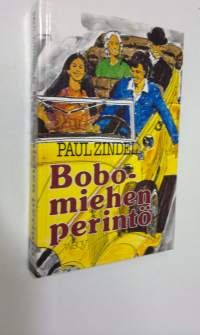 PAUL ZINDEL
Bobo-
miehen
perintö